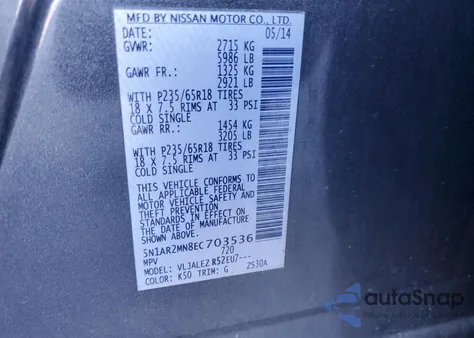 MFD BY NISSAN MOTOR CO., LTD.
DATE: 05/14
GVWR: 2715 KG
5986 LB
GAWR FR.: 1325 KG
2921 LB
WITH P235/65R18 TIRES
18 X 7.5 RIMS AT 33 PSI
COLD SINGLE
GAWR RR.: 1454 KG
3205 LB
WITH P235/65R18 TIRES
18 X 7.5 RIMS AT 33 PSI
COLD SINGLE
THIS VEHICLE CONFORMS TO
ALL APPLICABLE FEDERAL
MOTOR VEHICLE SAFETY AND
THEFT PREVENTION
STANDARDS IN EFFECT ON
THE DATE OF MANUFACTURE
SHOWN ABOVE.
5N1AR2MN8EC703536
MPV 720
MODEL: VLJALEZ R52EU7---
COLOR: K50 TRIM: G ZS30A
autoSnap